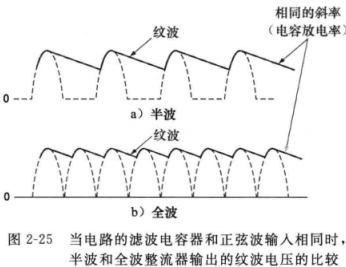 相同的斜率
(电容放电率)
纹波
0
a) 半波
纹波
0
b) 全波
图 2-25 当电路的滤波电容器和正弦波输入相同时，
半波和全波整流器输出的纹波电压的比较